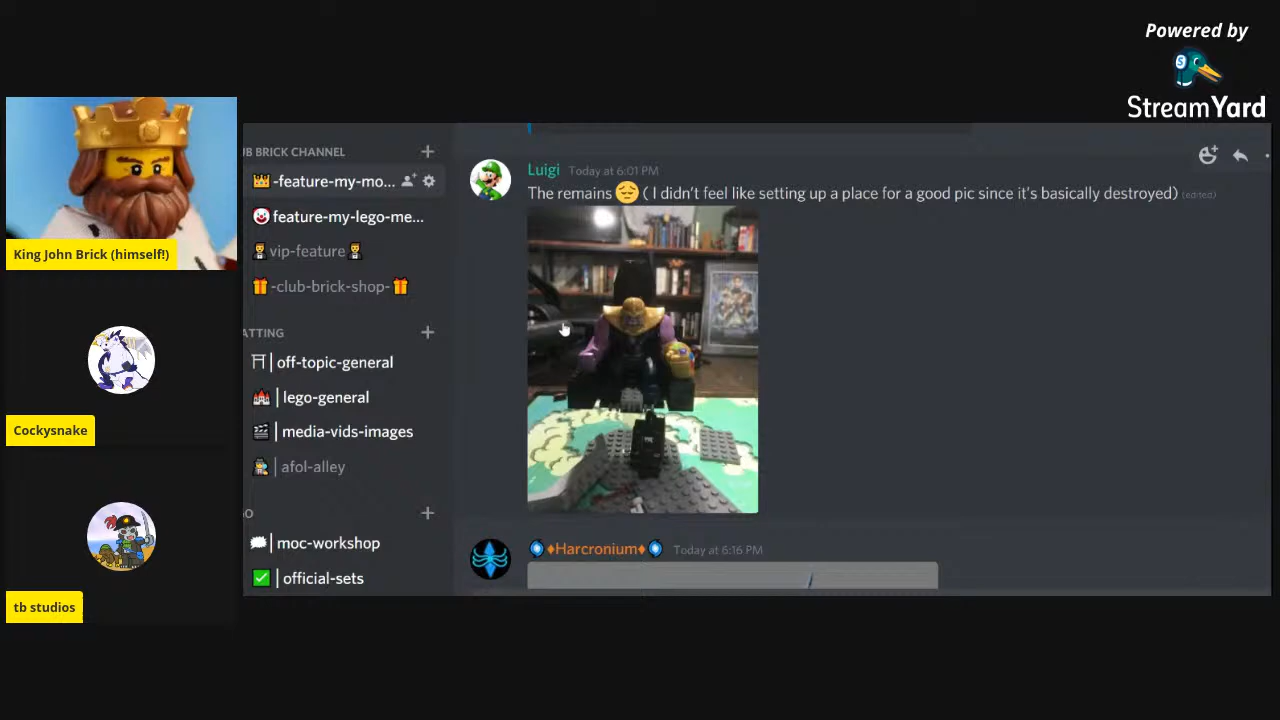 Powered by
StreamYard
King John Brick (himself!)
Cockysnake
tb studios
UB BRICK CHANNEL
-feature-my-mo...
feature-my-lego-me...
vip-feature
-club-brick-shop-
ATTING
off-topic-general
lego-general
media-vids-images
afol-alley
O
moc-workshop
official-sets
Luigi Today at 6:01 PM
The remains 😔 ( I didn't feel like setting up a place for a good pic since it's basically destroyed) (edited)
♦Harcronium♦ Today at 6:16 PM